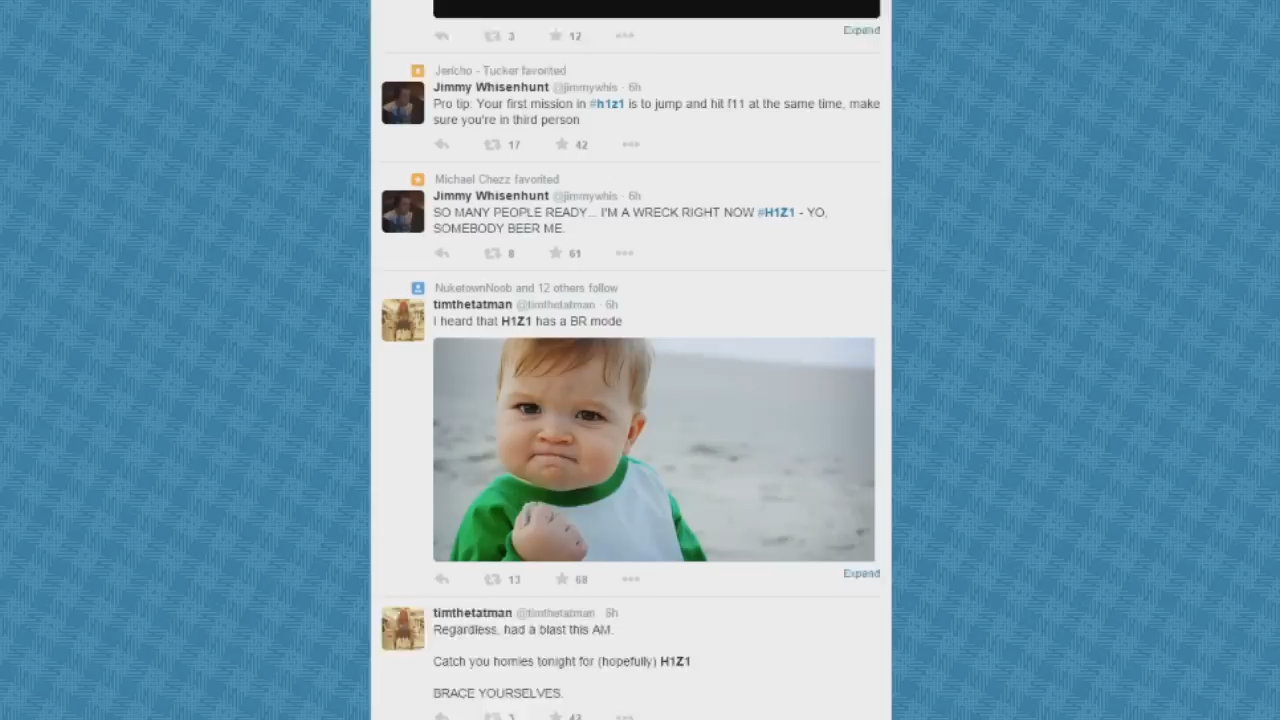 Expand
3 12
Jericho - Tucker favorited
Jimmy Whisenhunt @jimmywhis · 6h
Pro tip: Your first mission in #h1z1 is to jump and hit f11 at the same time, make
sure you're in third person
17 42
Michael Chezz favorited
Jimmy Whisenhunt @jimmywhis · 6h
SO MANY PEOPLE READY... I'M A WRECK RIGHT NOW #H1Z1 - YO,
SOMEBODY BEER ME.
8 61
NuketownNoob and 12 others follow
timthetatman @timthetatman · 6h
I heard that H1Z1 has a BR mode
13 68
Expand
timthetatman @timthetatman
Regardless, had a blast this AM.
Catch you homies tonight for (hopefully) H1Z1
BRACE YOURSELVES.